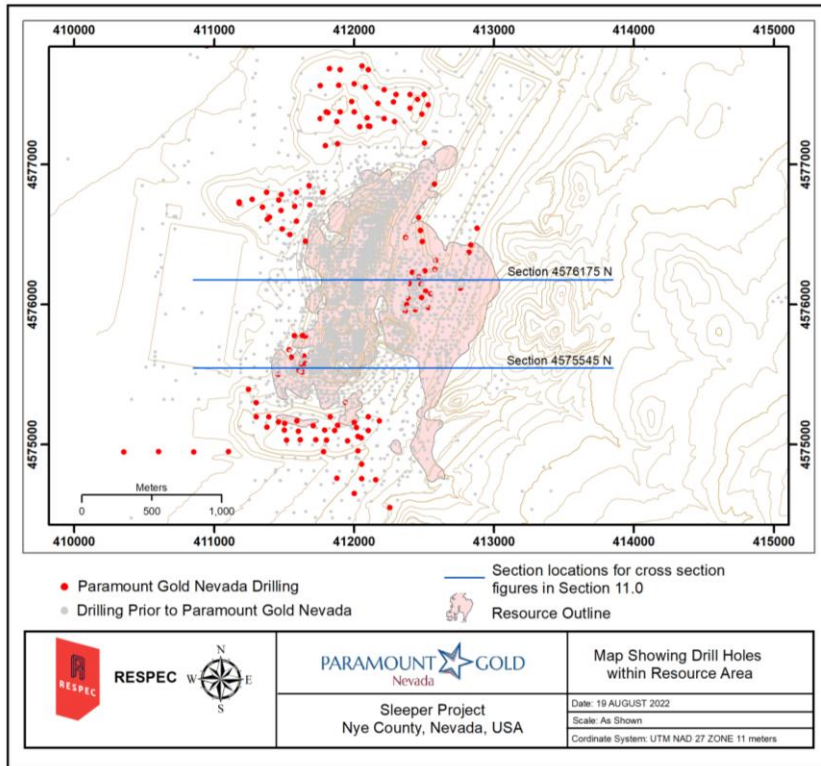 410000 411000 412000 413000 414000 415000
4577000 4577000
Section 4576175 N
4576000 4576000
Section 4575545 N
4575000 4575000
Meters
0 500 1,000
410000 411000 412000 413000 414000 415000
Paramount Gold Nevada Drilling
Drilling Prior to Paramount Gold Nevada
Section locations for cross section
figures in Section 11.0
Resource Outline
RESPEC
RESPEC
N
W E
S
PARAMOUNT GOLD
Nevada
Sleeper Project
Nye County, Nevada, USA
Map Showing Drill Holes
within Resource Area
Date: 19 AUGUST 2022
Scale: As Shown
Cordinate System: UTM NAD 27 ZONE 11 meters